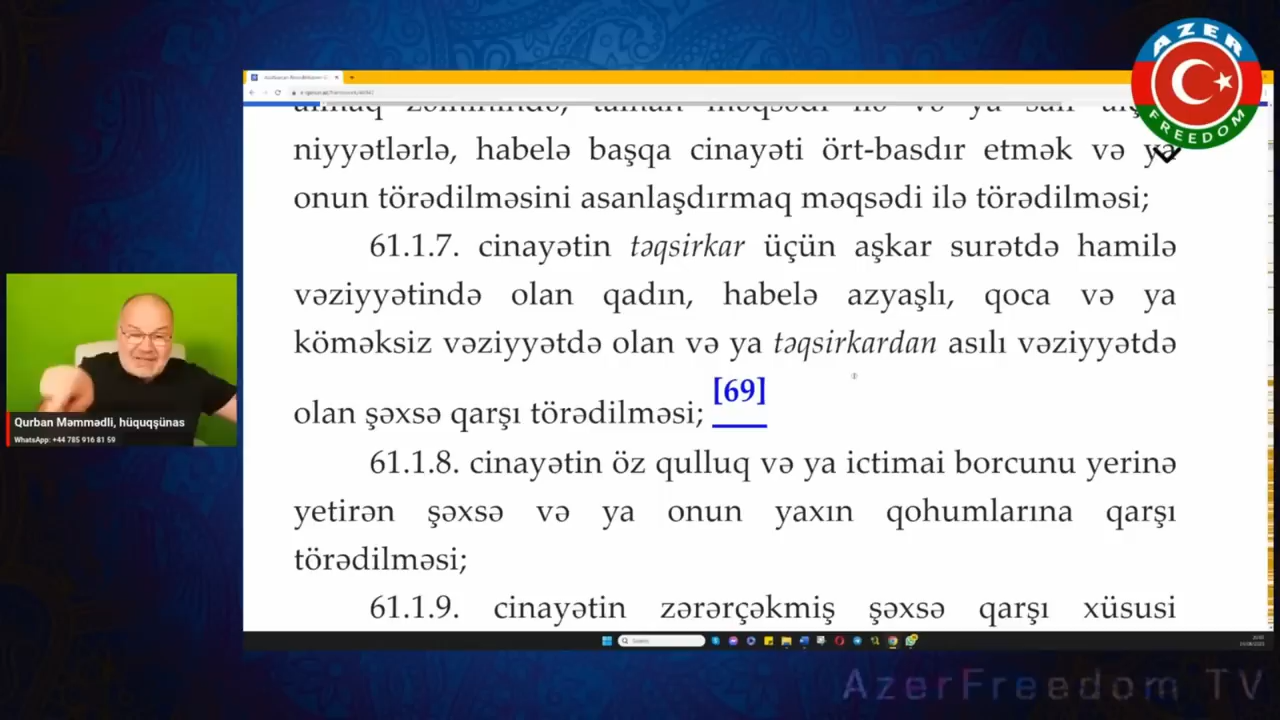 AZER
FREEDOM
niyyətlərlə, habelə başqa cinayəti ört-basdır etmək və ya
onun törədilməsini asanlaşdırmaq məqsədi ilə törədilməsi;
61.1.7. cinayətin təqsirkar üçün aşkar surətdə hamilə
vəziyyətində olan qadın, habelə azyaşlı, qoca və ya
köməksiz vəziyyətdə olan və ya təqsirkardan asılı vəziyyətdə
olan şəxsə qarşı törədilməsi; [69]
61.1.8. cinayətin öz qulluq və ya ictimai borcunu yerinə
yetirən şəxsə və ya onun yaxın qohumlarına qarşı
törədilməsi;
61.1.9. cinayətin zərərçəkmiş şəxsə qarşı xüsusi
Qurban Məmmədli, hüquqşünas
WhatsApp: +44 785 916 81 59
AzerFreedom TV